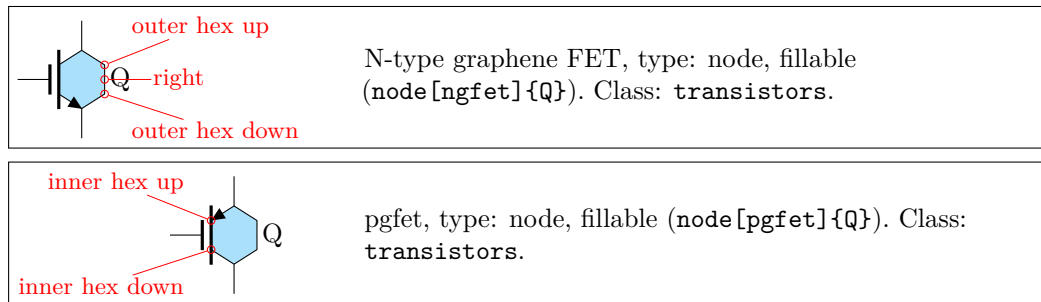 outer hex up
Q
right
outer hex down
N-type graphene FET, type: node, fillable
(node[ngfet]{Q}). Class: transistors.
inner hex up
Q
inner hex down
pgfet, type: node, fillable (node[pgfet]{Q}). Class:
transistors.